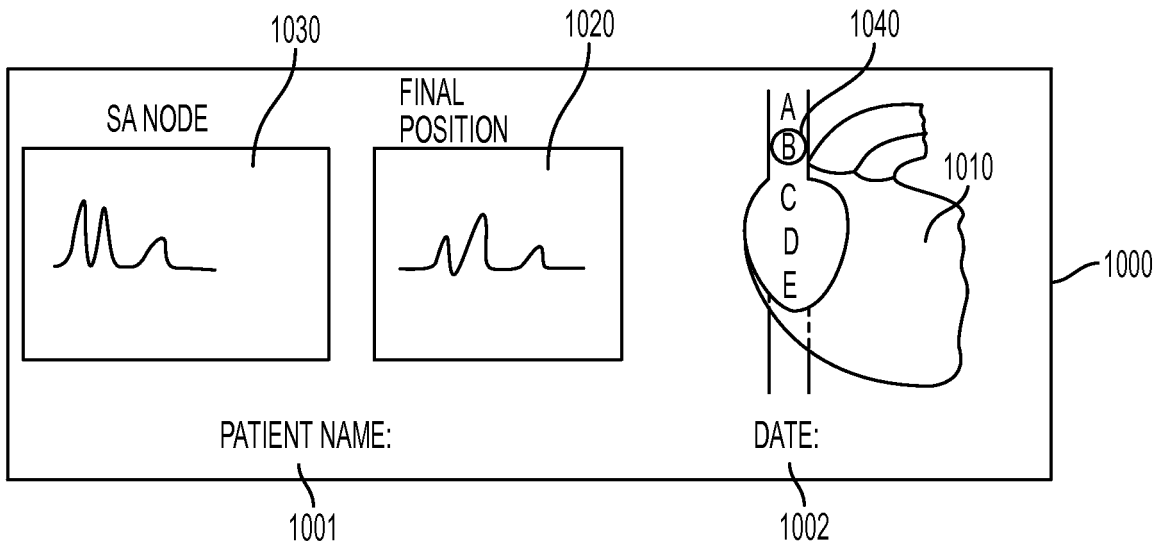 1030
1020
1040
SA NODE
FINAL
POSITION
A
B
C
D
E
1010
1000
PATIENT NAME:
DATE:
1001
1002